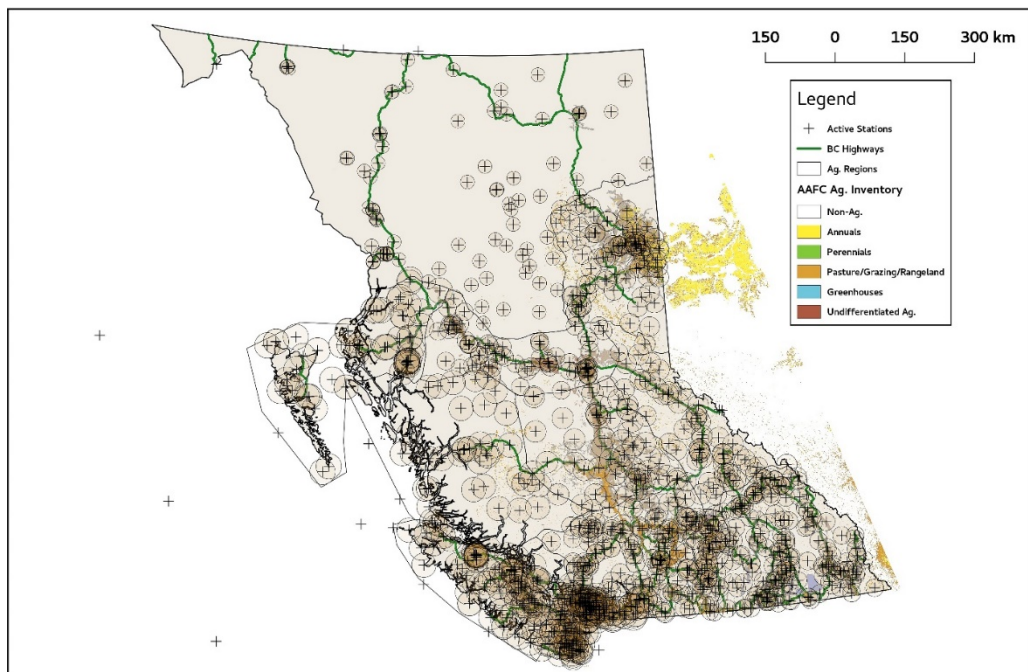 150 0 150 300 km
Legend
Active Stations
BC Highways
Ag. Regions
AAFC Ag. Inventory
Non-Ag.
Annuals
Perennials
Pasture/Grazing/Rangeland
Greenhouses
Undifferentiated Ag.